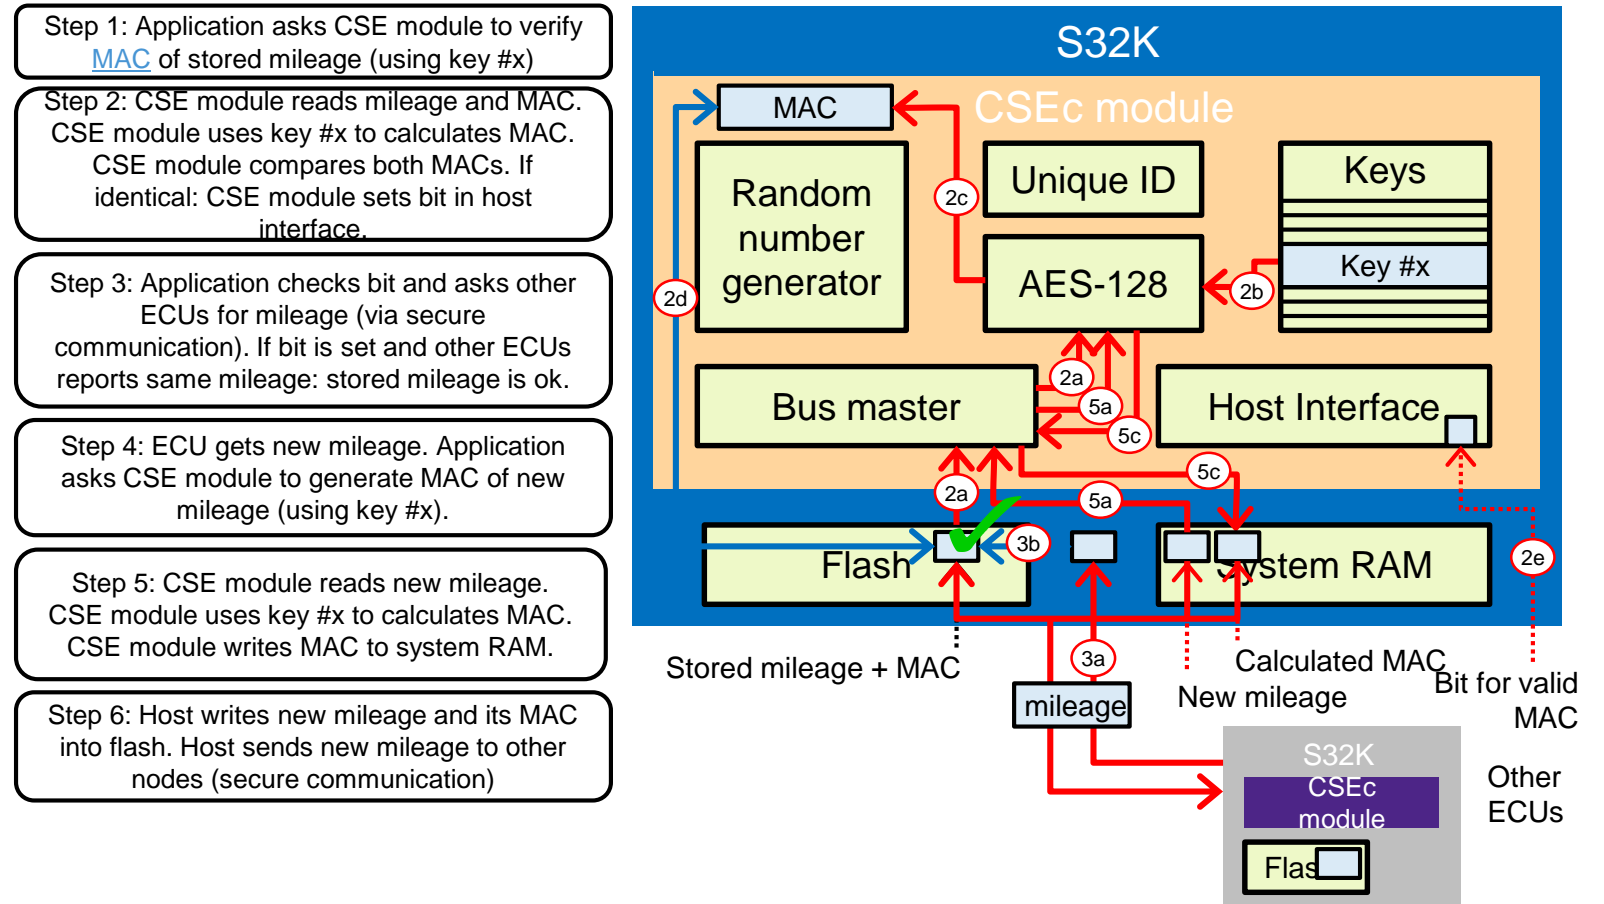 Step 1: Application asks CSE module to verify
MAC of stored mileage (using key #x)
Step 2: CSE module reads mileage and MAC.
CSE module uses key #x to calculates MAC.
CSE module compares both MACs. If
identical: CSE module sets bit in host
interface.
Step 3: Application checks bit and asks other
ECUs for mileage (via secure
communication). If bit is set and other ECUs
reports same mileage: stored mileage is ok.
Step 4: ECU gets new mileage. Application
asks CSE module to generate MAC of new
mileage (using key #x).
Step 5: CSE module reads new mileage.
CSE module uses key #x to calculates MAC.
CSE module writes MAC to system RAM.
Step 6: Host writes new mileage and its MAC
into flash. Host sends new mileage to other
nodes (secure communication)
S32K
CSEc module
MAC
Random
number
generator
Unique ID
Keys
Key #x
AES-128
2c
2b
2d
2a
5a
5c
Bus master
Host Interface
2a
5a
5c
Flash
3b
System RAM
2e
Stored mileage + MAC
3a
Calculated MAC
New mileage
Bit for valid
MAC
mileage
S32K
CSEc
module
Flas
Other
ECUs